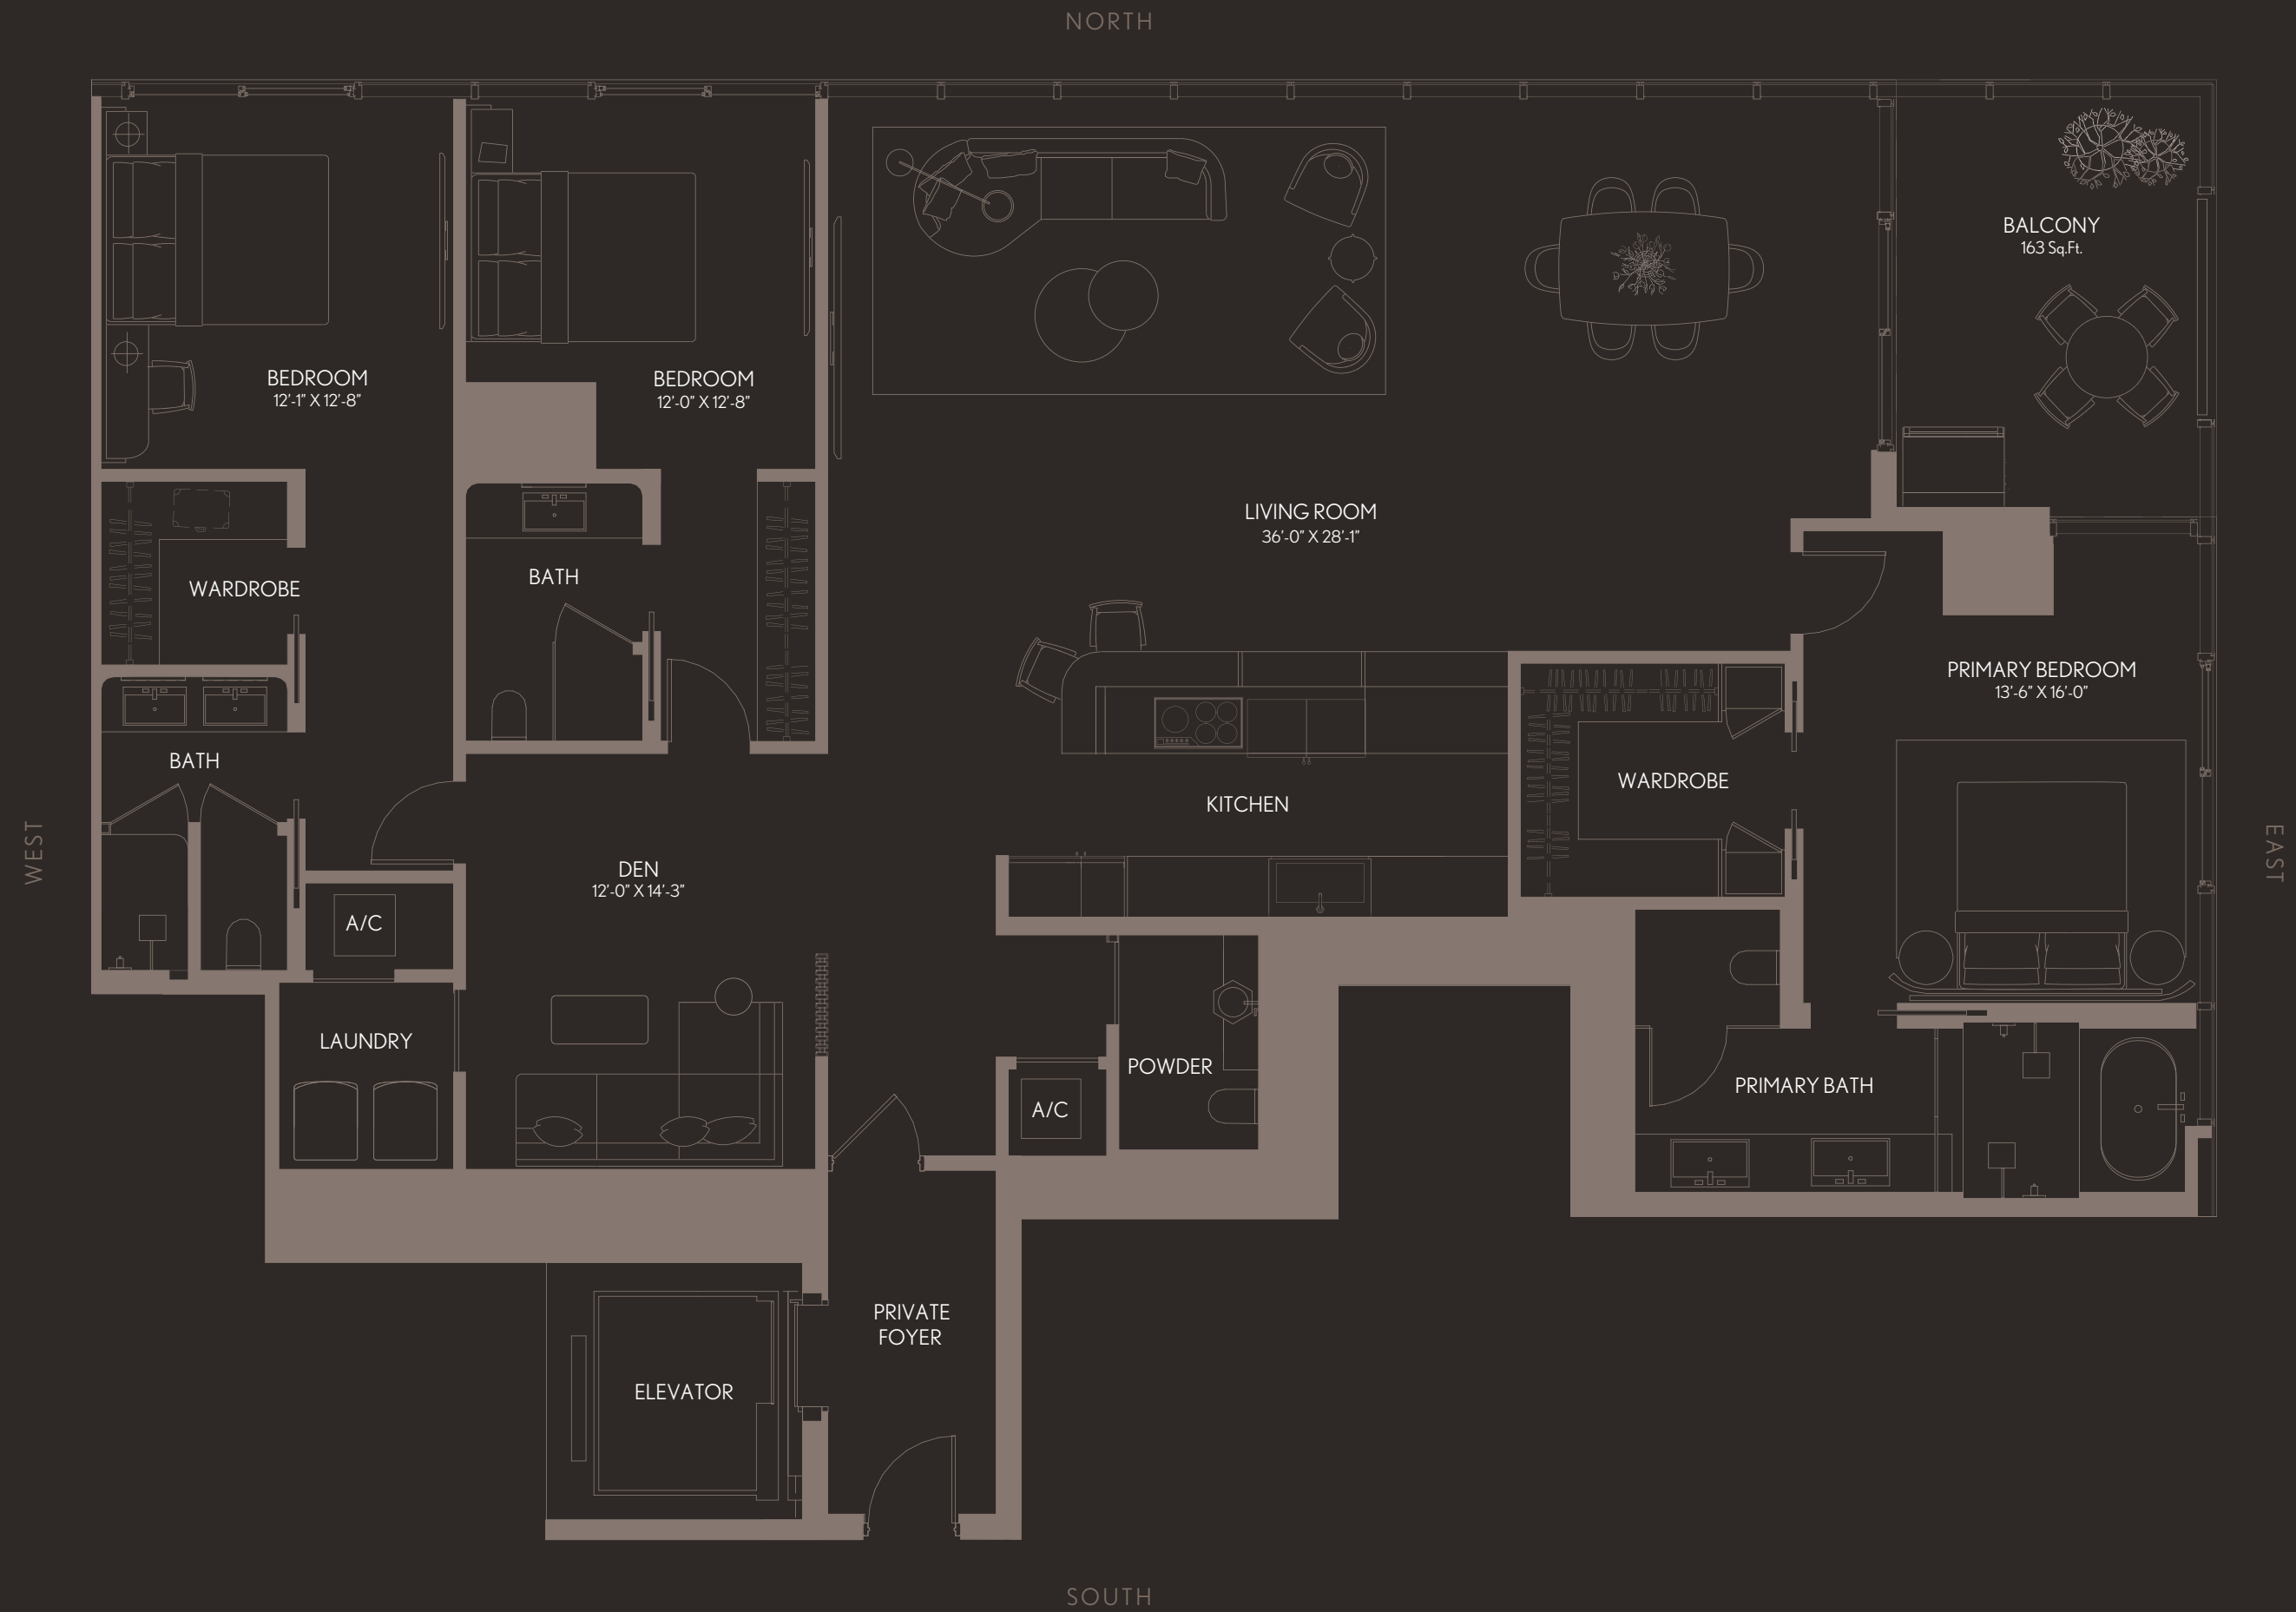 NORTH
BALCONY
163 Sq.Ft.
BEDROOM
12'-1" X 12'-8"
BEDROOM
12'-0" X 12'-8"
LIVING ROOM
36'-0" X 28'-1"
BATH
WARDROBE
PRIMARY BEDROOM
13'-6" X 16'-0"
BATH
WARDROBE
KITCHEN
WEST
EAST
DEN
12'-0" X 14'-3"
A/C
LAUNDRY
POWDER
PRIMARY BATH
A/C
PRIVATE
FOYER
ELEVATOR
SOUTH